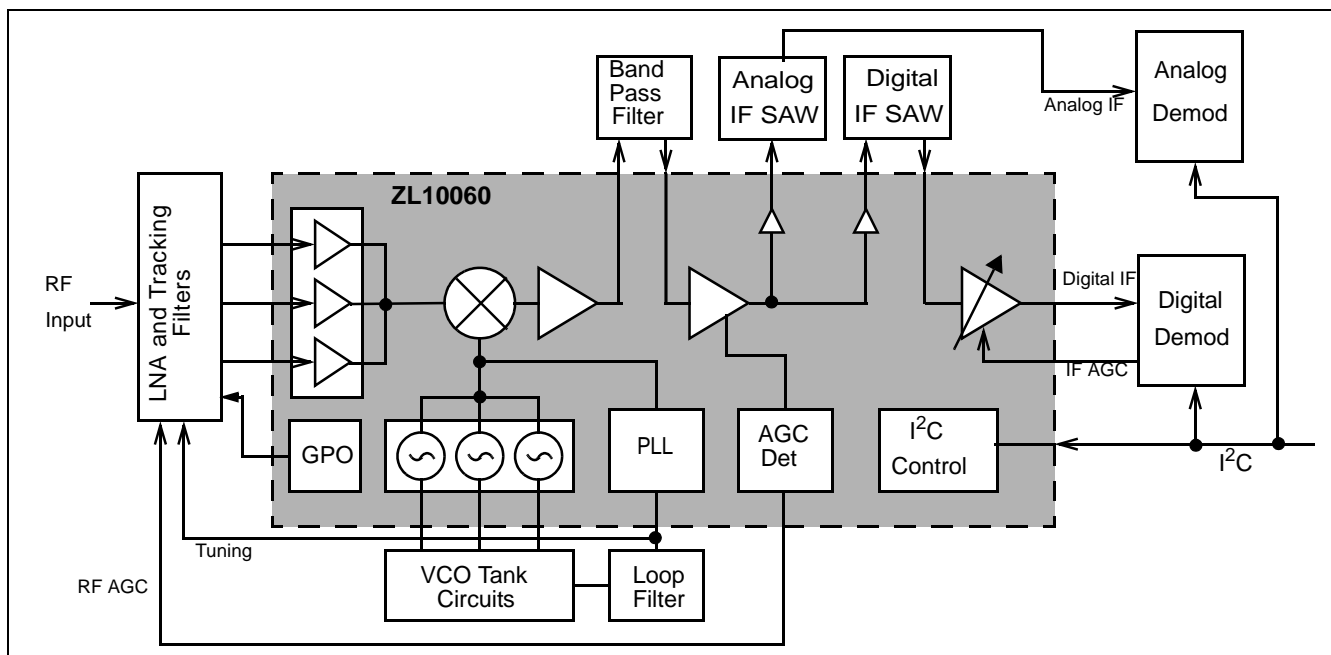 Band
Pass
Filter
Analog
IF SAW
Digital
IF SAW
Analog IF
Analog
Demod
ZL10060
RF
Input
LNA and Tracking
Filters
Digital IF
Digital
Demod
IF AGC
GPO
PLL
AGC
Det
I²C
Control
I²C
Tuning
RF AGC
VCO Tank
Circuits
Loop
Filter